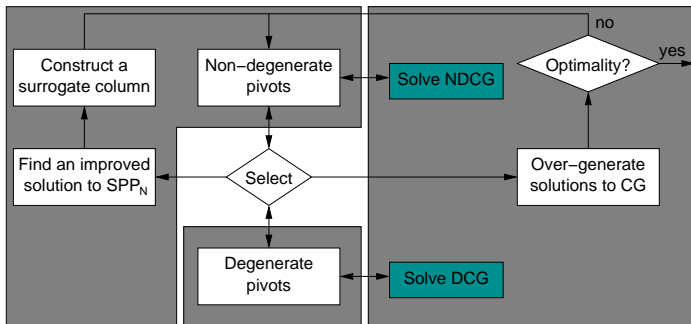 no
yes
Construct a
surrogate column
Non−degenerate
pivots
Solve NDCG
Optimality?
Find an improved
solution to SPP_N
Select
Over−generate
solutions to CG
Degenerate
pivots
Solve DCG